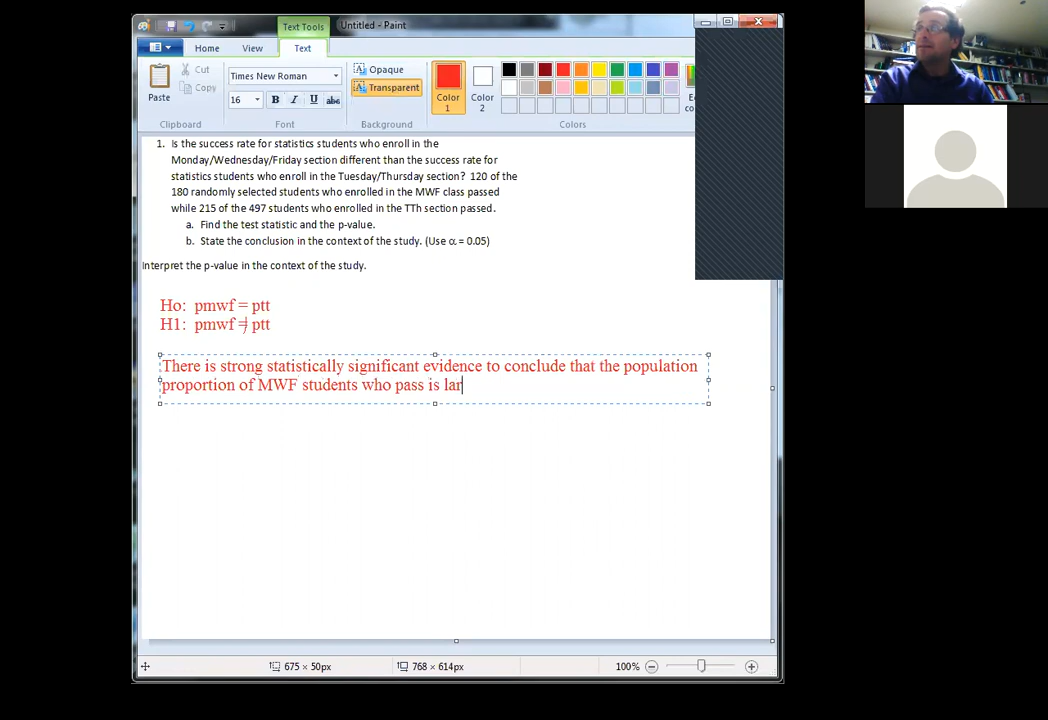 Text Tools
Untitled - Paint
Home
View
Text
Paste
Cut
Copy
Clipboard
Times New Roman
16
B I U abc
Font
Opaque
Transparent
Background
Color
1
Color
2
Colors
1. Is the success rate for statistics students who enroll in the
Monday/Wednesday/Friday section different than the success rate for
statistics students who enroll in the Tuesday/Thursday section? 120 of the
180 randomly selected students who enrolled in the MWF class passed
while 215 of the 497 students who enrolled in the TTh section passed.
a. Find the test statistic and the p-value.
b. State the conclusion in the context of the study. (Use α = 0.05)
Interpret the p-value in the context of the study.
Ho: pmwf = ptt
H1: pmwf ≠ ptt
There is strong statistically significant evidence to conclude that the population
proportion of MWF students who pass is lar
675 × 50px
768 × 614px
100%